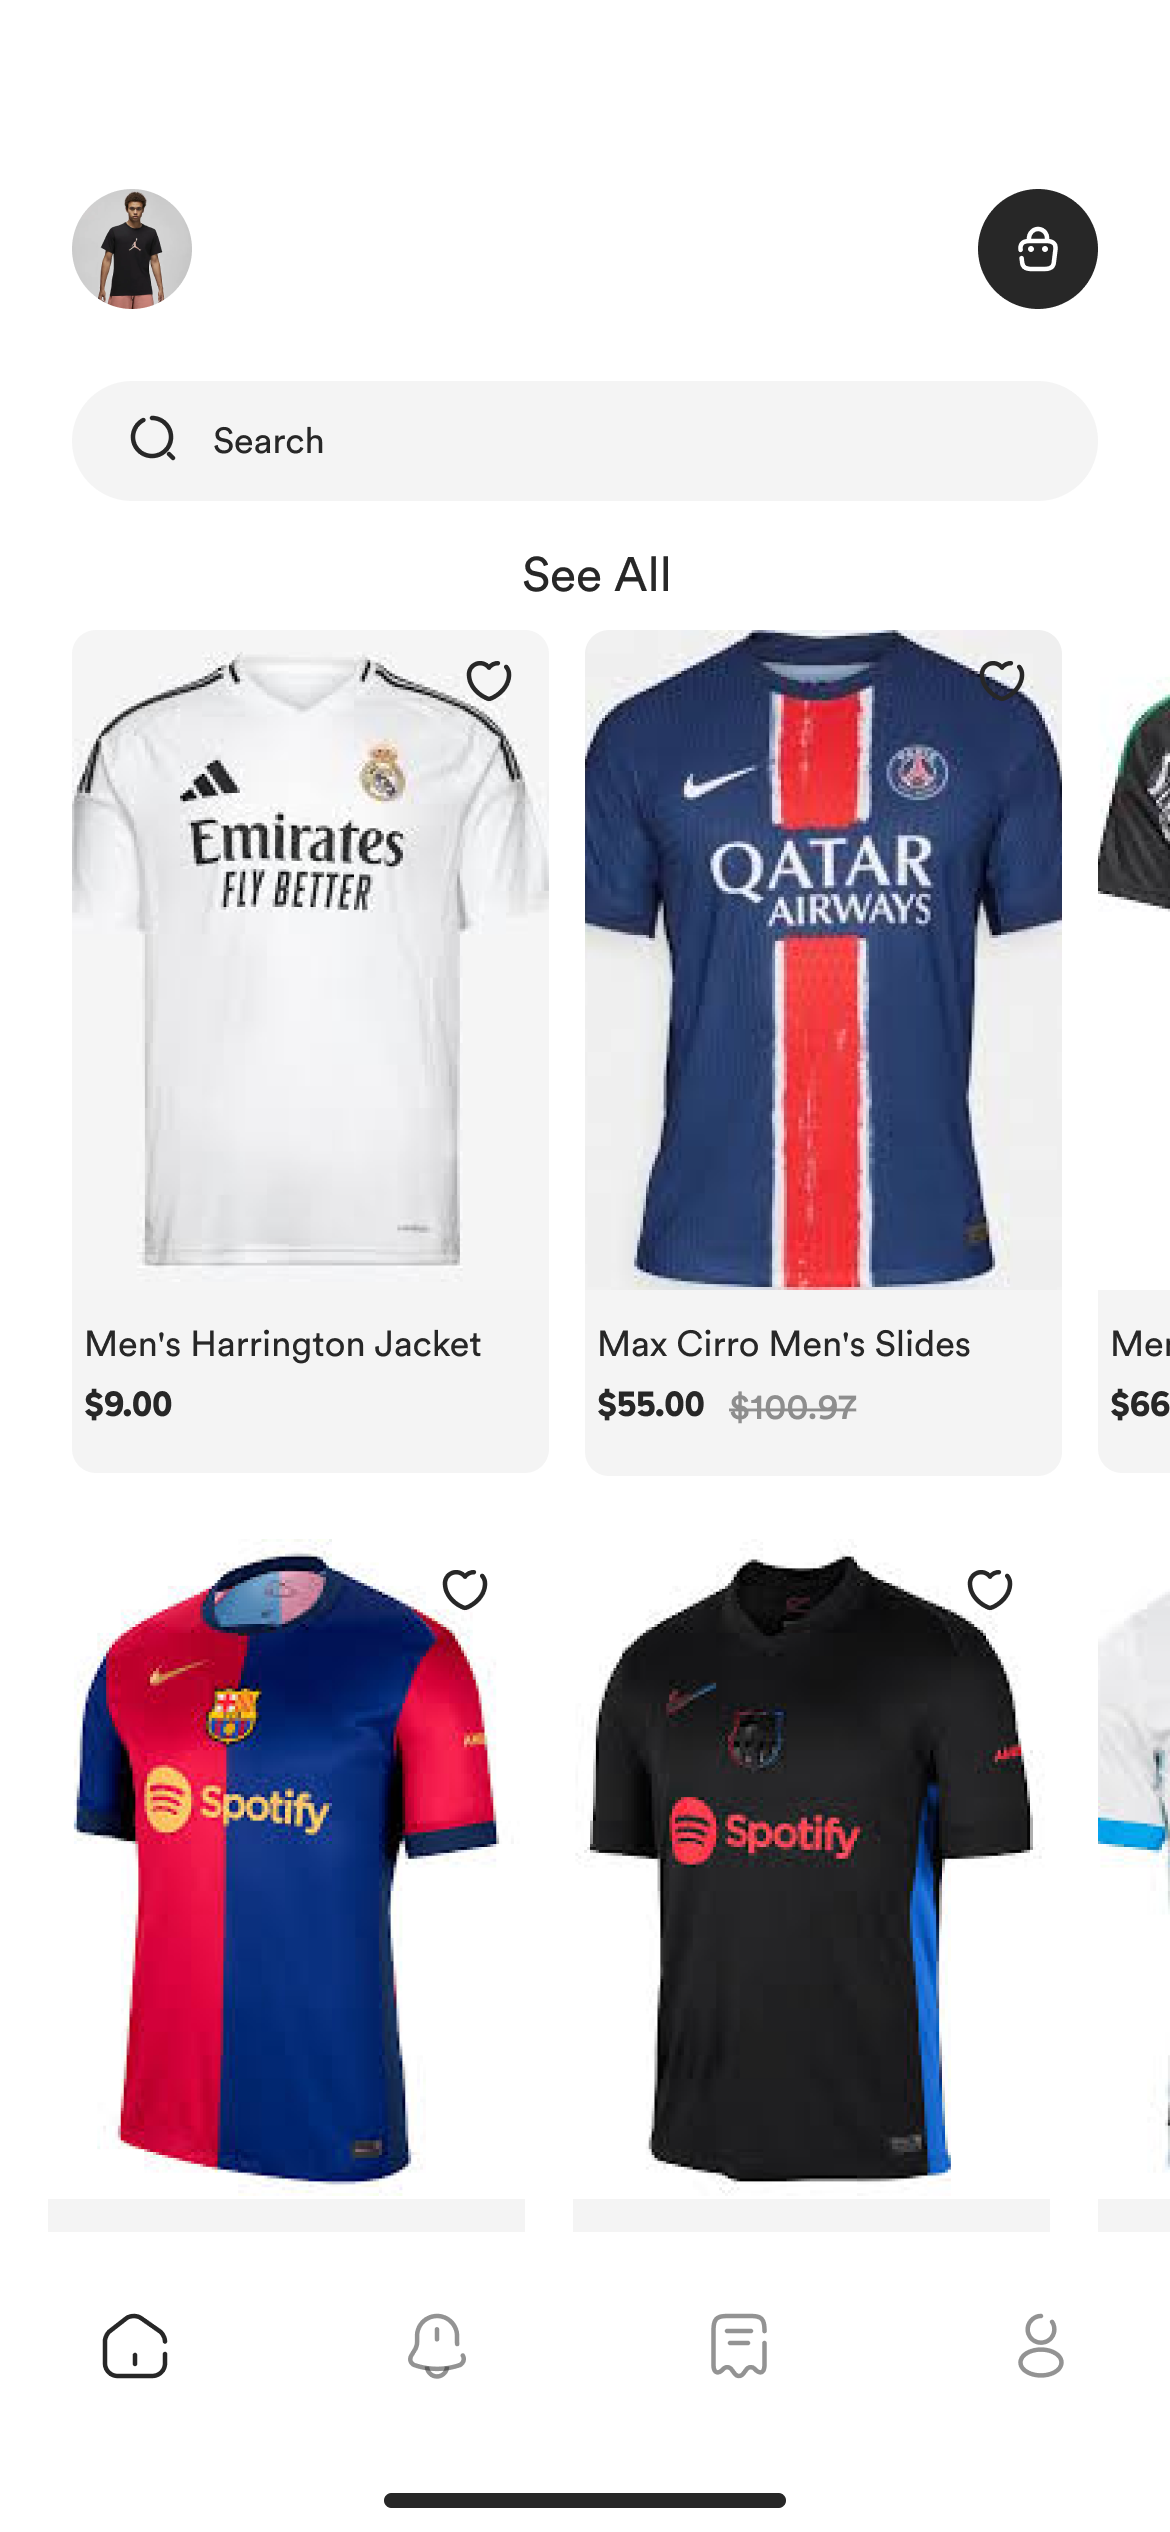 Search
See All
Emirates
FLY BETTER
PARIS
QATAR
AIRWAYS
Men's Harrington Jacket
$9.00
Max Cirro Men's Slides
$55.00 $100.97
$66
Spotify
Spotify